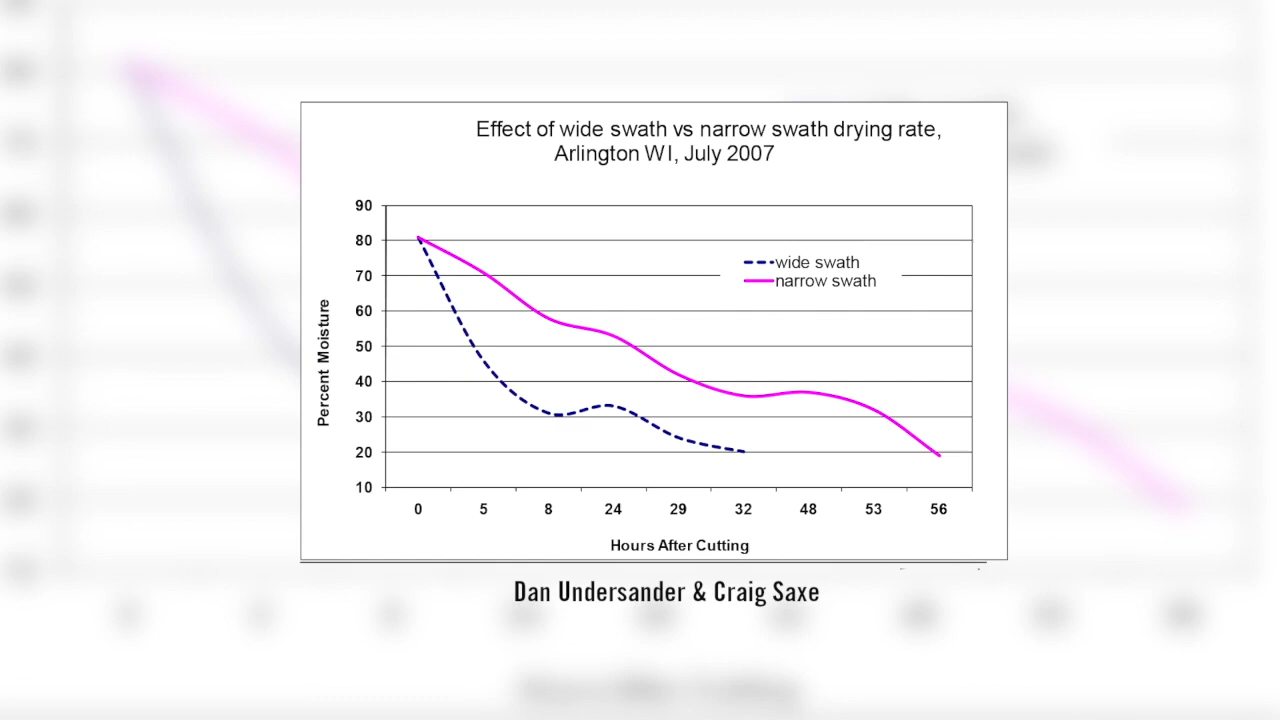 Effect of wide swath vs narrow swath drying rate,
Arlington WI, July 2007
90
80
70
60
50
40
30
20
10
Percent Moisture
wide swath
narrow swath
0 5 8 24 29 32 48 53 56
Hours After Cutting
Dan Undersander & Craig Saxe